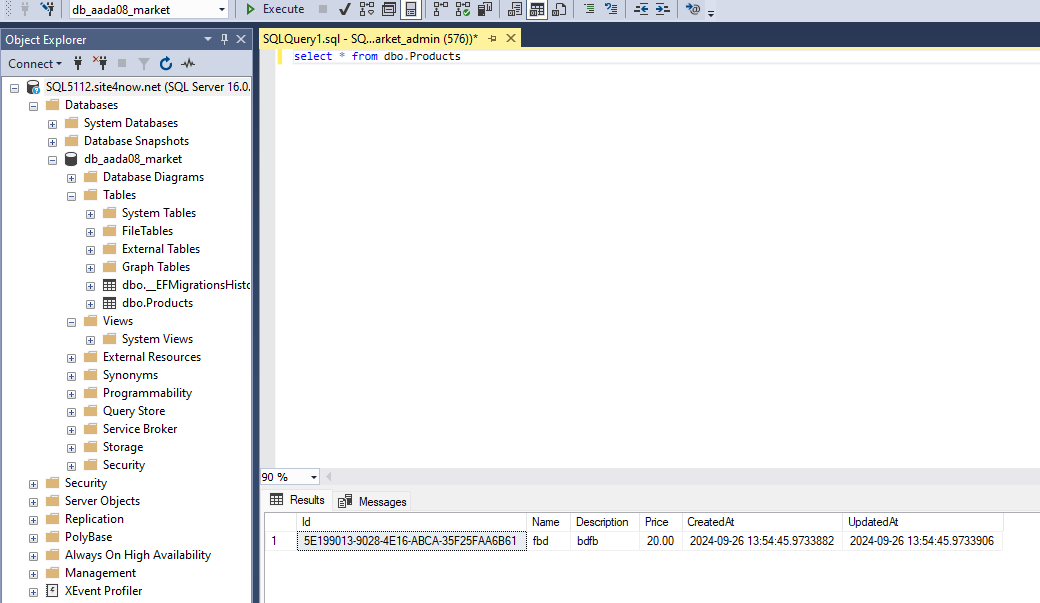 db_aada08_market
Execute
Object Explorer
SQLQuery1.sql - SQ...arket_admin (576))*
Connect
select * from dbo.Products
SQL5112.site4now.net (SQL Server 16.0.
Databases
System Databases
Database Snapshots
db_aada08_market
Database Diagrams
Tables
System Tables
FileTables
External Tables
Graph Tables
dbo.__EFMigrationsHisto
dbo.Products
Views
System Views
External Resources
Synonyms
Programmability
Query Store
Service Broker
Storage
Security
Security
Server Objects
Replication
PolyBase
Always On High Availability
Management
XEvent Profiler
90 %
Results Messages
Id Name Description Price CreatedAt UpdatedAt
1 5E199013-9028-4E16-ABCA-35F25FAA6B61 fbd bdfb 20.00 2024-09-26 13:54:45.9733882 2024-09-26 13:54:45.9733906